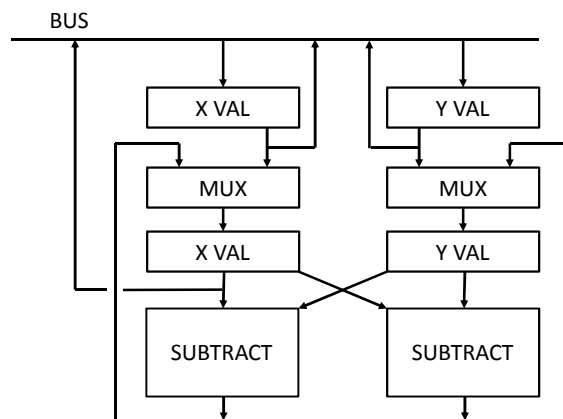 BUS
X VAL
Y VAL
MUX
MUX
X VAL
Y VAL
SUBTRACT
SUBTRACT